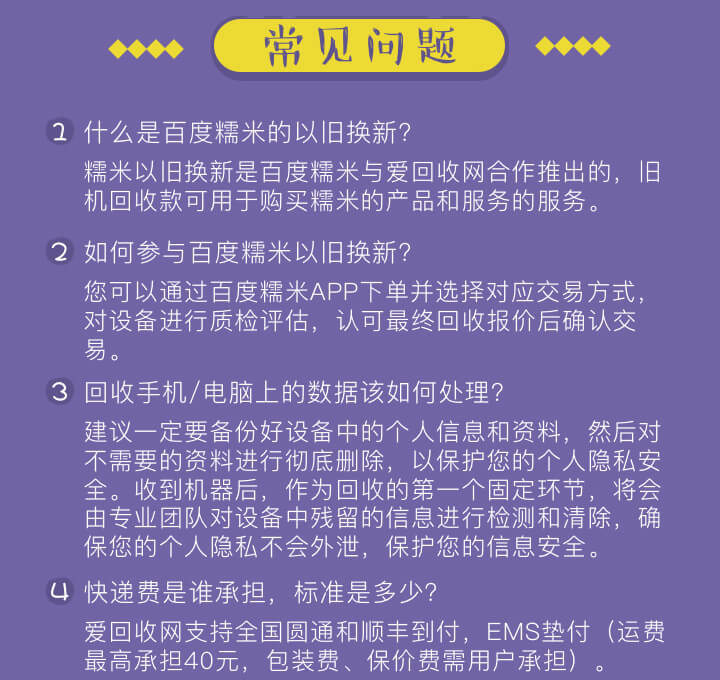 常见问题
1 什么是百度糯米的以旧换新?
糯米以旧换新是百度糯米与爱回收网合作推出的，旧
机回收款可用于购买糯米的产品和服务的服务。
2 如何参与百度糯米以旧换新?
您可以通过百度糯米APP下单并选择对应交易方式，
对设备进行质检评估，认可最终回收报价后确认交
易。
3 回收手机/电脑上的数据该如何处理?
建议一定要备份好设备中的个人信息和资料，然后对
不需要的资料进行彻底删除，以保护您的个人隐私安
全。收到机器后，作为回收的第一个固定环节，将会
由专业团队对设备中残留的信息进行检测和清除，确
保您的个人隐私不会外泄，保护您的信息安全。
4 快递费是谁承担，标准是多少?
爱回收网支持全国圆通和顺丰到付，EMS垫付（运费
最高承担40元，包装费、保价费需用户承担）。